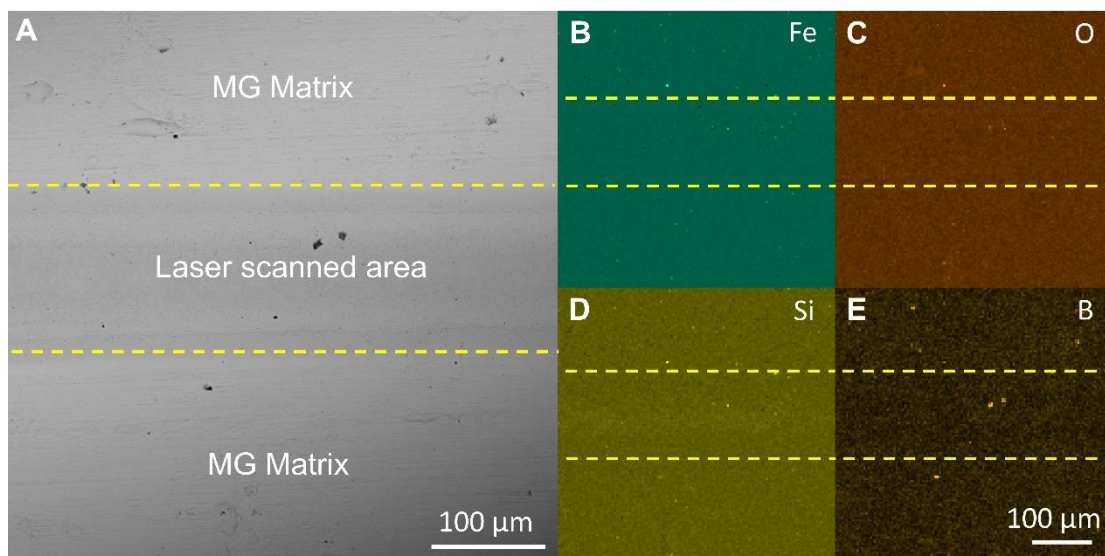 A
MG Matrix
Laser scanned area
MG Matrix
100 μm
B
Fe
C
O
D
Si
E
B
100 μm